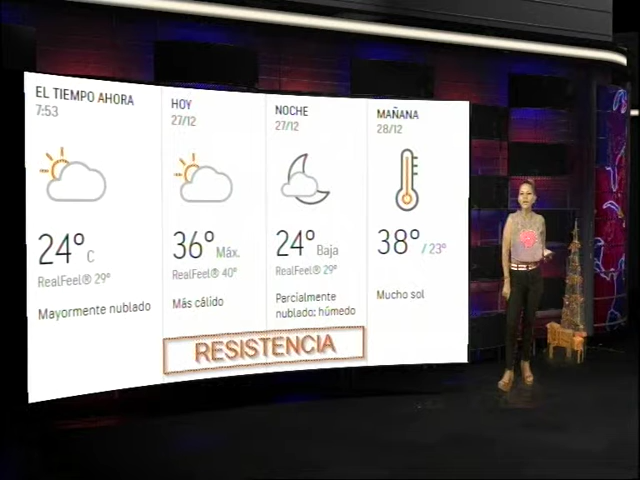 EL TIEMPO AHORA
7:53
24° C
RealFeel® 29°
Mayormente nublado
HOY
27/12
36° Máx.
RealFeel® 40°
Más cálido
NOCHE
27/12
24° Baja
RealFeel® 29°
Parcialmente
nublado; húmedo
MAÑANA
28/12
38° / 23°
Mucho sol
RESISTENCIA